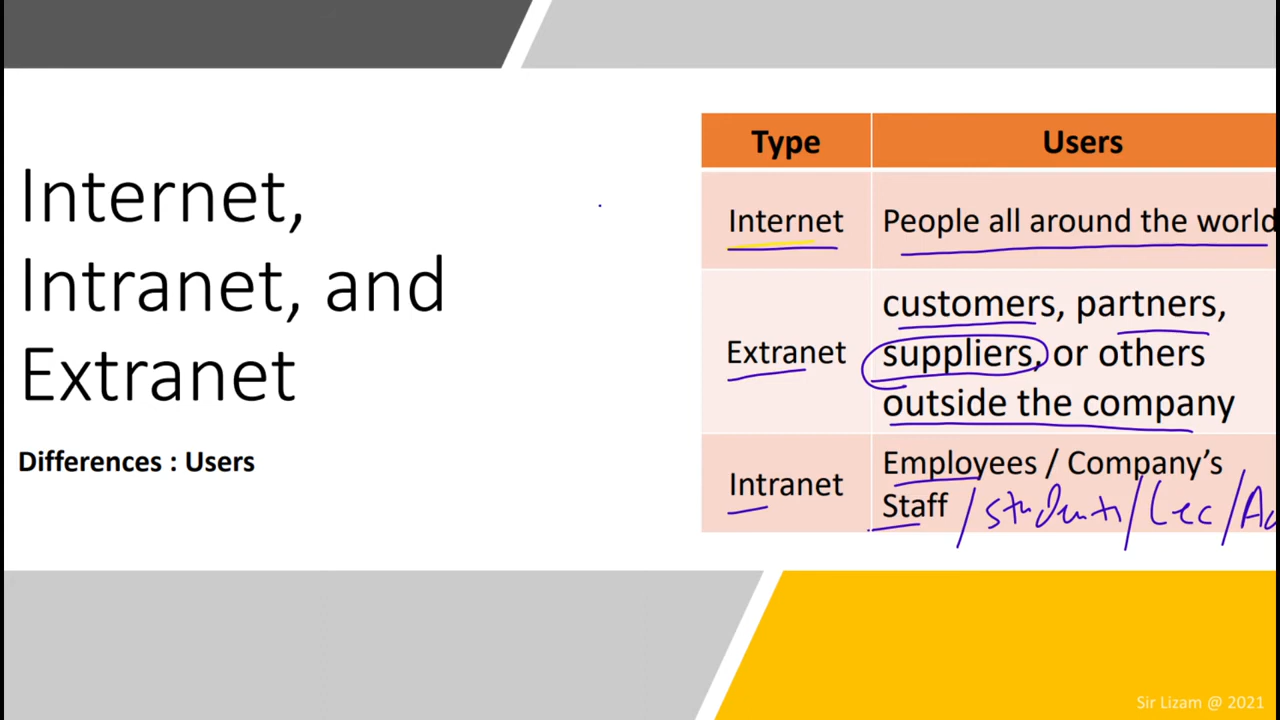 Internet,
Intranet, and
Extranet
Differences : Users
Type Users
Internet People all around the world
Extranet customers, partners,
suppliers, or others
outside the company
Intranet Employees / Company's
Staff / students / Lec /
Sir Lizam @ 2021